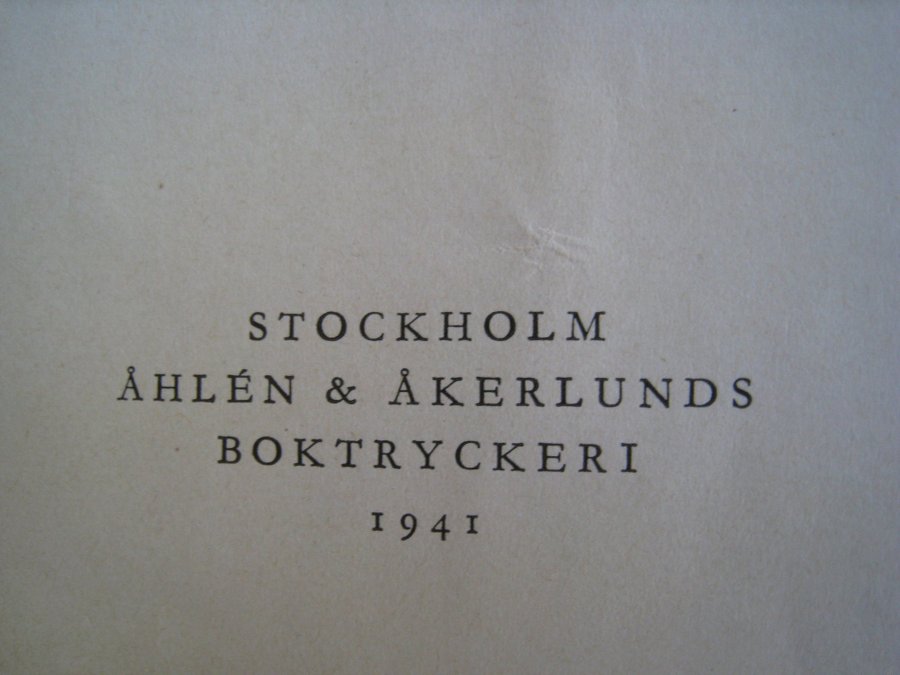 STOCKHOLM
ÅHLÉN & ÅKERLUNDS
BOKTRYCKERI
1941